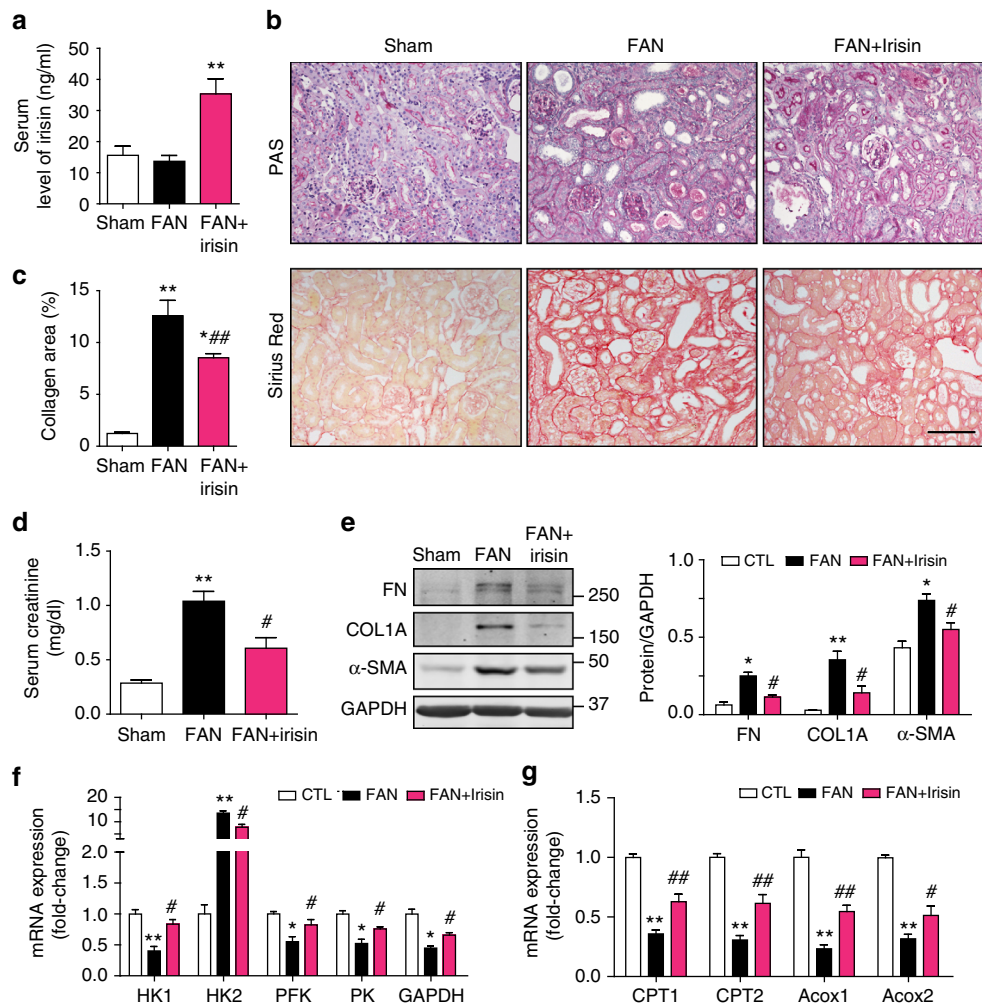 a
Serum
level of irisin (ng/ml)
50
40
30
20
10
0
**
Sham
FAN
FAN+
irisin
b
Sham
FAN
FAN+Irisin
PAS
Sirius Red
c
Collagen area (%)
15
10
5
0
**
*##
Sham
FAN
FAN+
irisin
d
Serum creatinine
(mg/dl)
1.5
1.0
0.5
0.0
**
#
Sham
FAN
FAN+irisin
e
Sham
FAN
FAN+
irisin
FN
250
COL1A
150
α-SMA
50
GAPDH
37
Protein/GAPDH
1.0
0.5
0.0
CTL
FAN
FAN+Irisin
*
#
**
#
*
#
FN
COL1A
α-SMA
f
mRNA expression
(fold-change)
20
10
2.0
1.5
1.0
0.5
0.0
CTL
FAN
FAN+Irisin
**
#
**
#
*
#
*
#
*
#
HK1
HK2
PFK
PK
GAPDH
g
mRNA expression
(fold-change)
1.0
0.5
0.0
CTL
FAN
FAN+Irisin
**
##
**
##
**
##
**
#
CPT1
CPT2
Acox1
Acox2